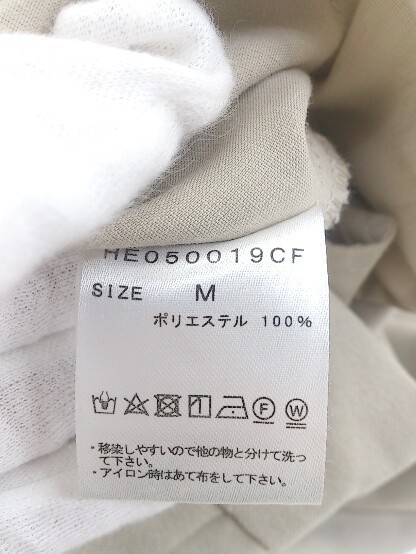 HE050019CF
SIZE M
ポリエステル 100%
F W
・移染しやすいので他の物と分けて洗っ
て下さい。
・アイロン時はあて布をして下さい。